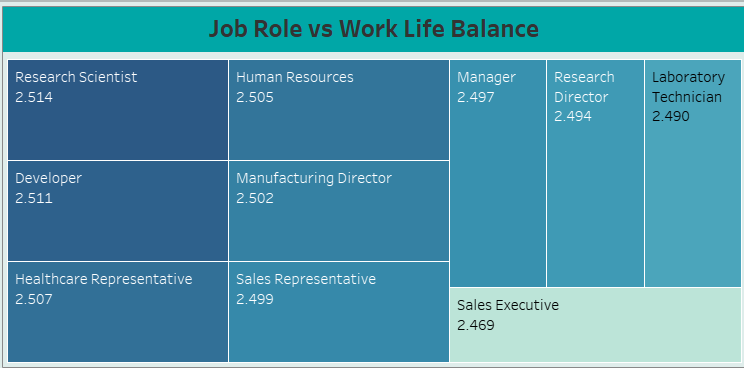 Job Role vs Work Life Balance
Research Scientist
2.514
Developer
2.511
Healthcare Representative
2.507
Human Resources
2.505
Manufacturing Director
2.502
Sales Representative
2.499
Manager
2.497
Research
Director
2.494
Laboratory
Technician
2.490
Sales Executive
2.469